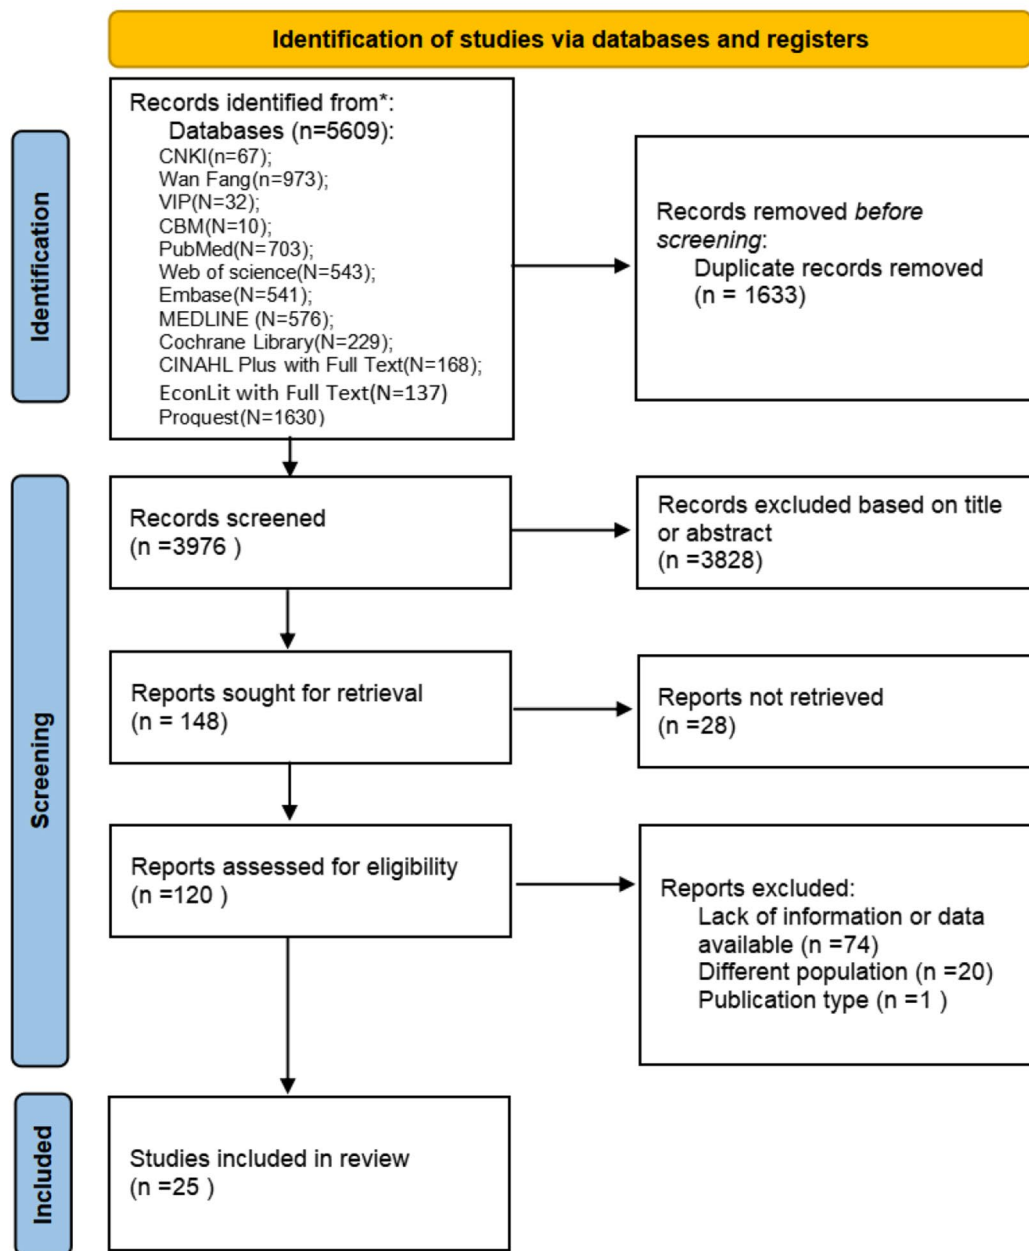 Identification of studies via databases and registers
Identification
Records identified from*:
Databases (n=5609):
CNKI(n=67);
Wan Fang(n=973);
VIP(N=32);
CBM(N=10);
PubMed(N=703);
Web of science(N=543);
Embase(N=541);
MEDLINE (N=576);
Cochrane Library(N=229);
CINAHL Plus with Full Text(N=168);
EconLit with Full Text(N=137)
Proquest(N=1630)
Records removed before
screening:
Duplicate records removed
(n = 1633)
Screening
Records screened
(n =3976 )
Records excluded based on title
or abstract
(n =3828)
Reports sought for retrieval
(n = 148)
Reports not retrieved
(n =28)
Reports assessed for eligibility
(n =120 )
Reports excluded:
Lack of information or data
available (n =74)
Different population (n =20)
Publication type (n =1 )
Included
Studies included in review
(n =25 )